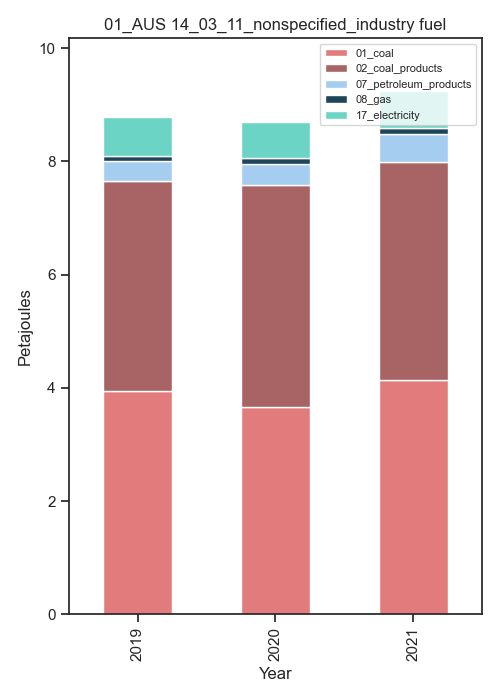 01_AUS 14_03_11_nonspecified_industry fuel
10
8
6
4
2
0
Petajoules
01_coal
02_coal_products
07_petroleum_products
08_gas
17_electricity
2019
2020
2021
Year